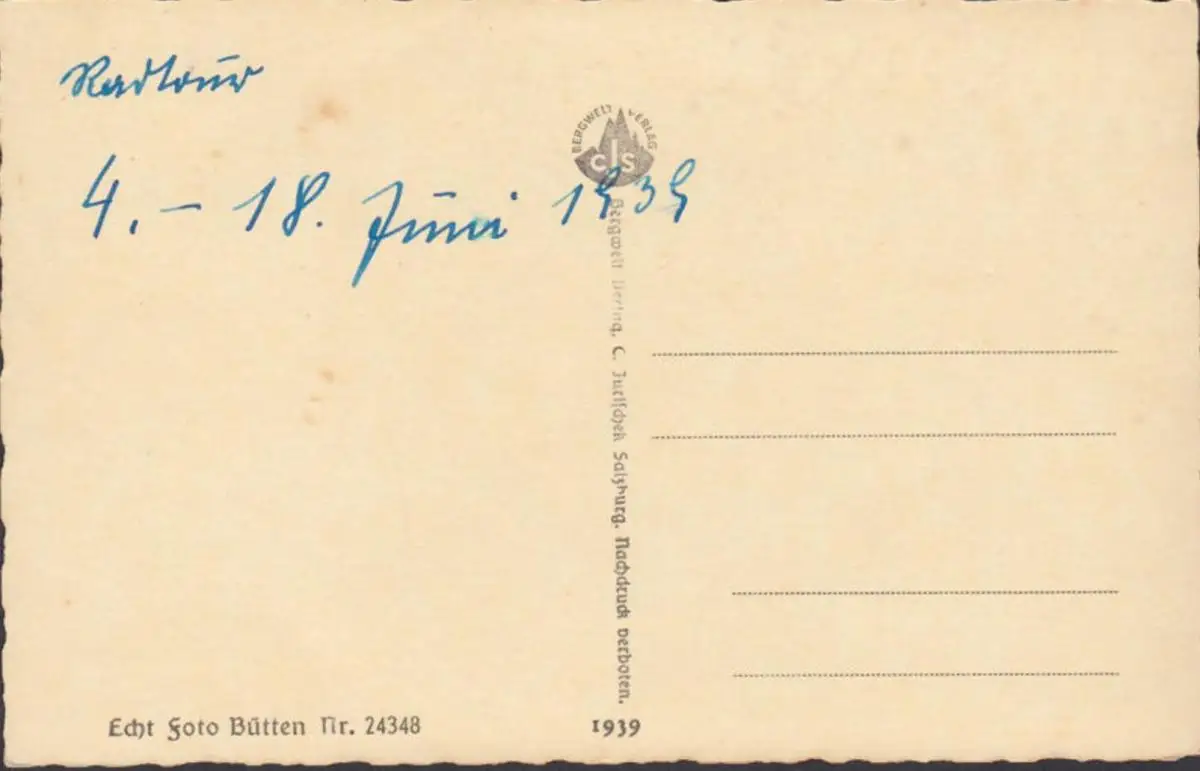 Radtour
4. – 18. Juni 1939
BERGWELT VERLAG
CJS
Bergwelt Verlag, C. Jurischek Salzburg. Nachdruck verboten.
Echt Foto Bütten Nr. 24348
1939